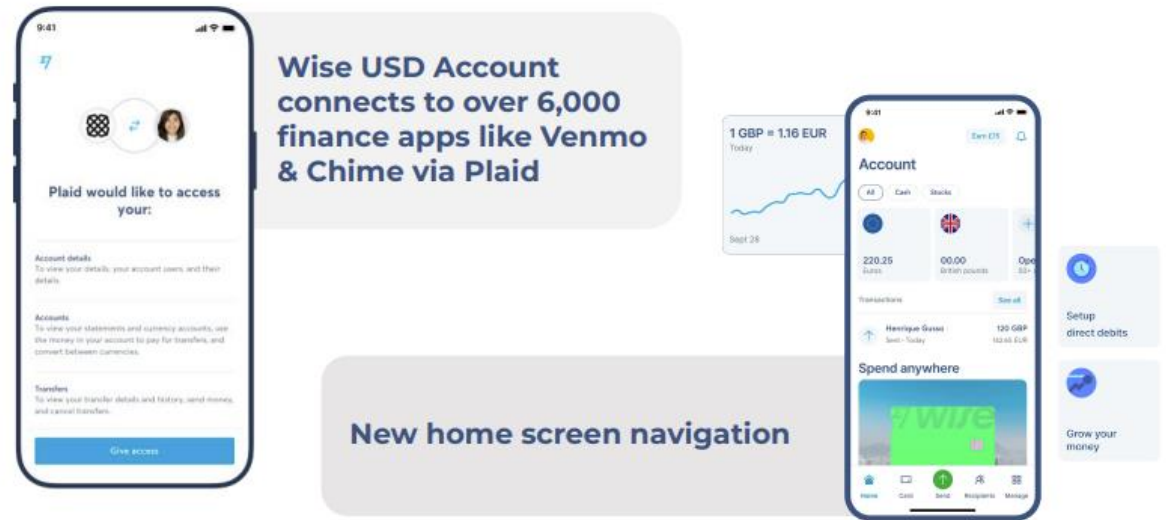 9:41
Plaid would like to access
your:
Account details
To view your details, your account users, and their
details.
Accounts
To view your statements and currency accounts, use
the money in your account to pay for transfers, and
convert between currencies.
Transfers
To view your transfer details and history, send money,
and cancel transfers.
Give access
Wise USD Account
connects to over 6,000
finance apps like Venmo
& Chime via Plaid
1 GBP = 1.16 EUR
Today
Sept 28
9:41
Earn £75
Account
All Cash Stocks
220.25
Euros
00.00
British pounds
Ope
50+
Transactions
See all
Henrique Gusso
120 GBP
Sent - Today
EUR
Spend anywhere
wise
Home Card Send Recipients Manage
Setup
direct debits
Grow your
money
New home screen navigation